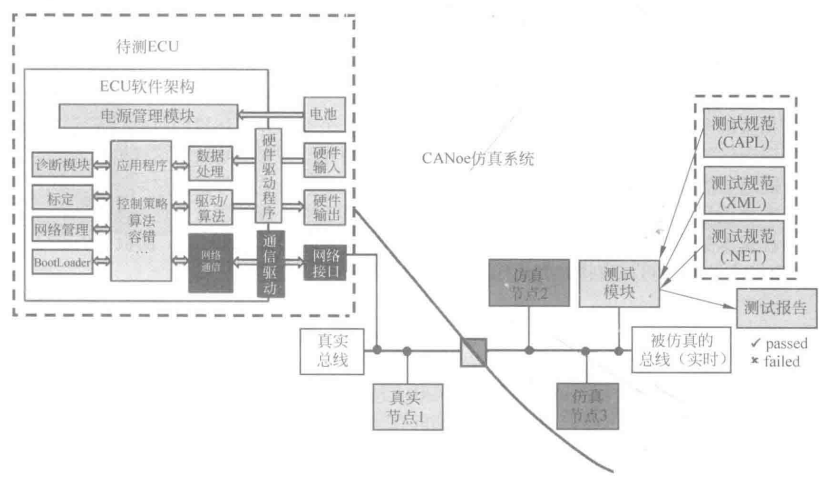 待测ECU
ECU软件架构
电源管理模块
电池
诊断模块
标定
网络管理
BootLoader
应用程序
控制策略
算法
容错
…
数据
处理
驱动/
算法
网络
通信
硬件驱动程序
通信驱动
硬件
输入
硬件
输出
网络
接口
CANoe仿真系统
测试规范
(CAPL)
测试规范
(XML)
测试规范
(.NET)
仿真
节点2
测试
模块
测试报告
✓ passed
✗ failed
真实
总线
被仿真的
总线（实时）
真实
节点1
仿真
节点3